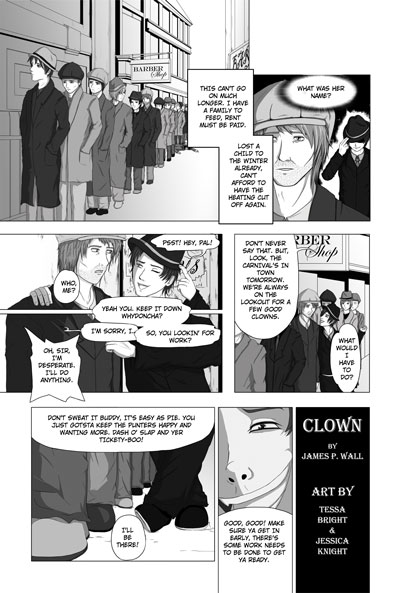 BARBER
Shop
THIS CAN'T GO
ON MUCH
LONGER. I HAVE
A FAMILY TO
FEED, RENT
MUST BE PAID.
LOST A
CHILD TO
THE WINTER
ALREADY,
CAN'T
AFFORD TO
HAVE THE
HEATING CUT
OFF AGAIN.
WHAT WAS HER
NAME?
PSST! HEY, PAL!
WHO,
ME?
YEAH YOU. KEEP IT DOWN
WHYDONCHA?
I'M SORRY, I..
SO, YOU LOOKIN' FOR
WORK?
OH, SIR,
I'M
DESPERATE.
I'LL DO
ANYTHING.
DON'T NEVER
SAY THAT. BUT,
LOOK, THE
CARNIVAL'S IN
TOWN
TOMORROW.
WE'RE ALWAYS
ON THE
LOOKOUT FOR A
FEW GOOD
CLOWNS.
BARBER
Shop
WHAT
WOULD I
HAVE TO
DO?
DON'T SWEAT IT BUDDY, IT'S EASY AS PIE. YOU
JUST GOTSTA KEEP THE PUNTERS HAPPY AND
WANTING MORE. DASH O' SLAP AND YER
TICKETY-BOO!
I'LL
BE
THERE!
GOOD, GOOD! MAKE
SURE YA GET IN
EARLY, THERE'S
SOME WORK NEEDS
TO BE DONE TO GET
YA READY.
CLOWN
BY
JAMES P. WALL
ART BY
TESSA
BRIGHT
&
JESSICA
KNIGHT